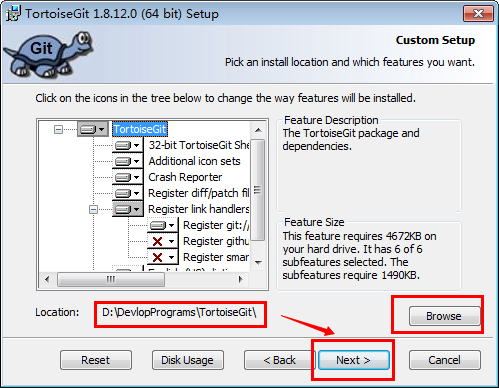 TortoiseGit 1.8.12.0 (64 bit) Setup
Git
Custom Setup
Pick an install location and which features you want.
Click on the icons in the tree below to change the way features will be installed.
TortoiseGit
32-bit TortoiseGit She
Additional icon sets
Crash Reporter
Register diff/patch fil
Register link handlers
Register git://
Register githu
Register smar
Feature Description
The TortoiseGit package and
dependencies.
Feature Size
This feature requires 4672KB on
your hard drive. It has 6 of 6
subfeatures selected. The
subfeatures require 1490KB.
Location:
D:\DevlopPrograms\TortoiseGit\
Browse
Reset
Disk Usage
< Back
Next >
Cancel